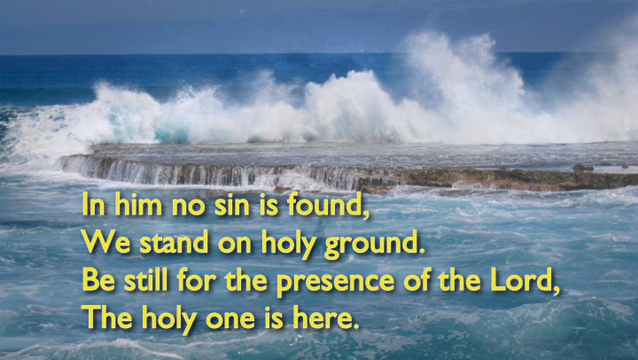 In him no sin is found,
We stand on holy ground.
Be still for the presence of the Lord,
The holy one is here.